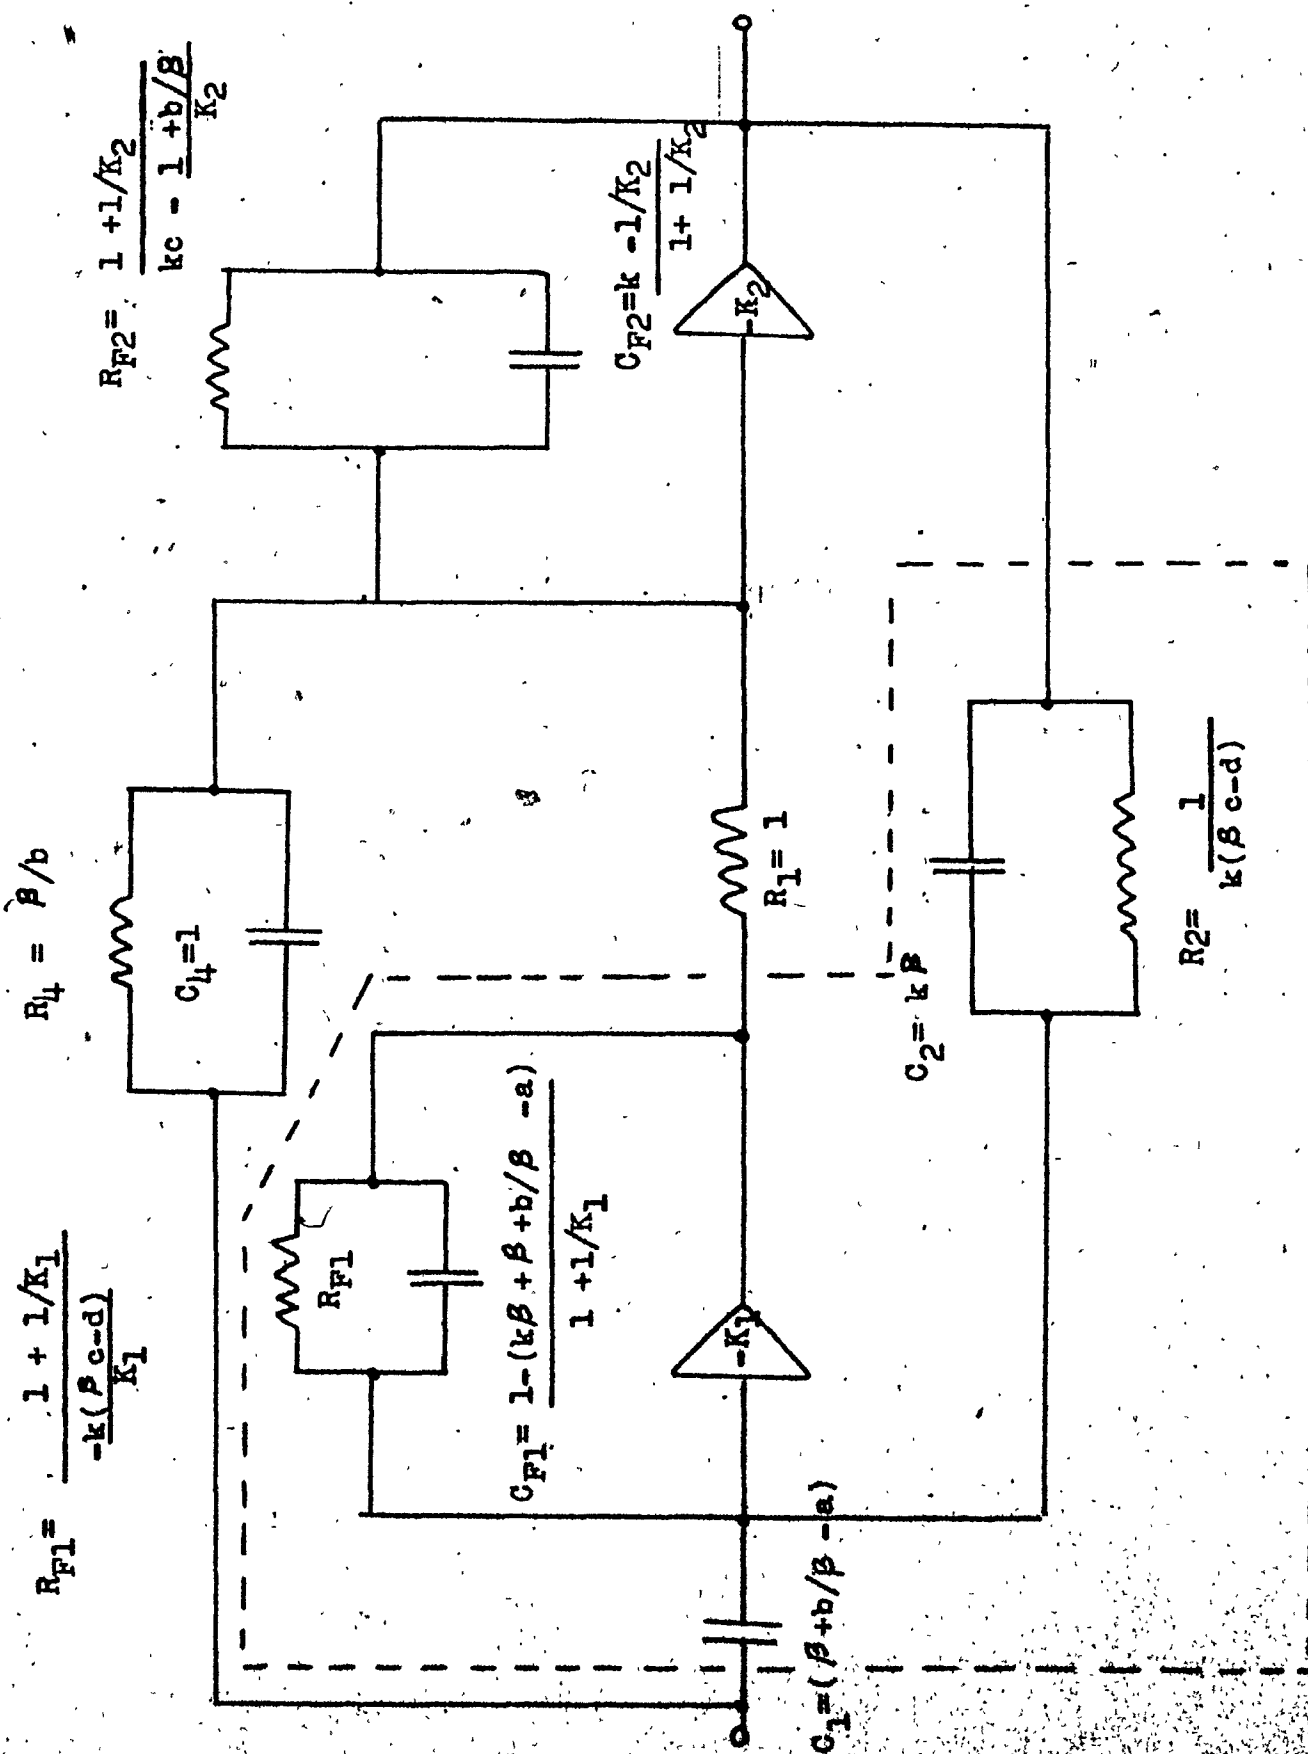 R_F1 = (1 + 1/K_1) / (-k(β c-d)/K_1)
R_4 = β/b
R_F2 = (1 +1/K_2) / (kc - (1 +b/β)/K_2)
C_4=1
R_F1
C_F1= 1-(kβ + β +b/β -a) / (1 +1/K_1)
C_F2=k -1/K_2 / (1+ 1/K_2)
-K_1
R_1= 1
-K_2
C_1=(β+b/β -a)
C_2= kβ
R_2= 1 / k(β c-d)